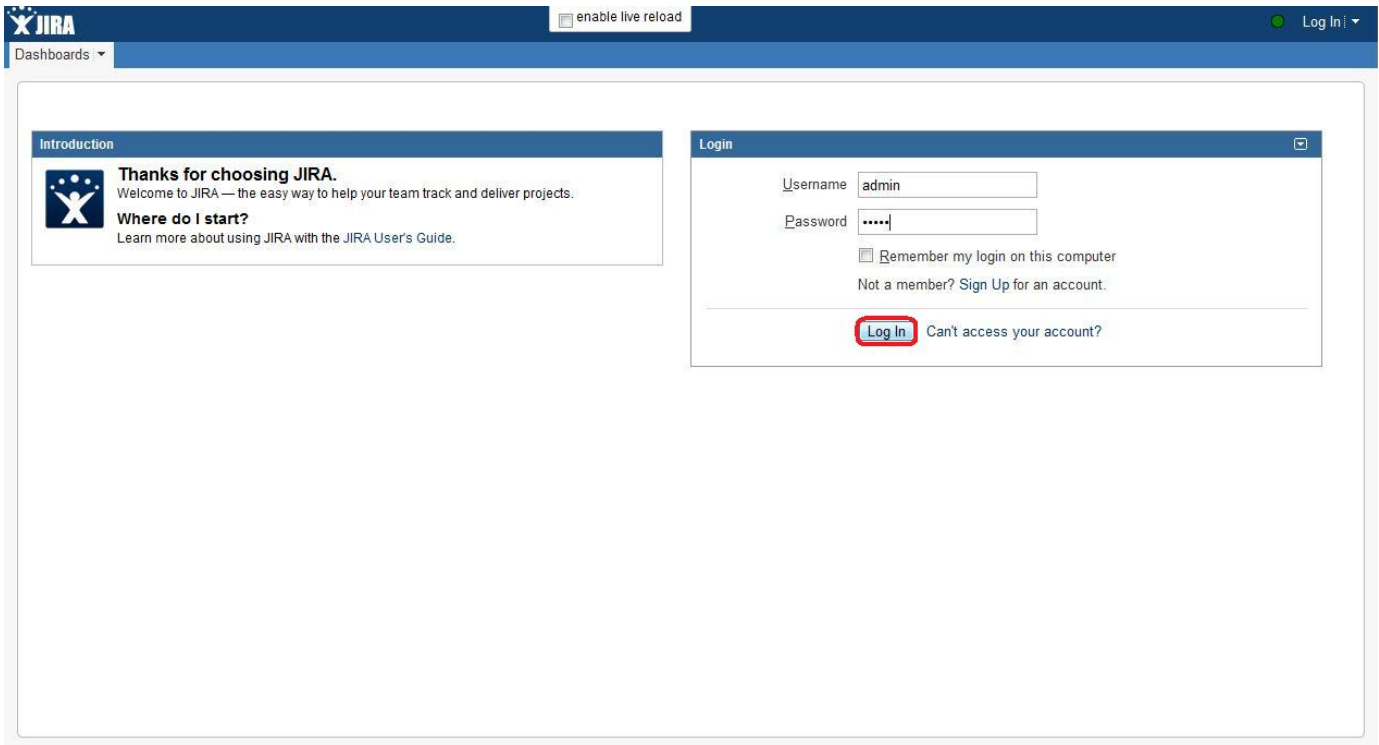 JIRA
enable live reload
Log In
Dashboards
Introduction
Thanks for choosing JIRA.
Welcome to JIRA — the easy way to help your team track and deliver projects.
Where do I start?
Learn more about using JIRA with the JIRA User's Guide.
Login
Username admin
Password •••••
Remember my login on this computer
Not a member? Sign Up for an account.
Log In Can't access your account?